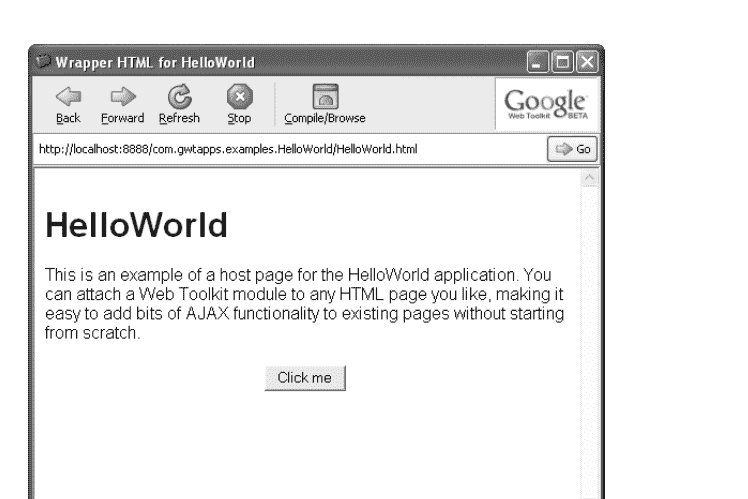 Wrapper HTML for HelloWorld
Back Forward Refresh Stop Compile/Browse
Google
Web Toolkit BETA
http://localhost:8888/com.gwtapps.examples.HelloWorld/HelloWorld.html Go
HelloWorld
This is an example of a host page for the HelloWorld application. You
can attach a Web Toolkit module to any HTML page you like, making it
easy to add bits of AJAX functionality to existing pages without starting
from scratch.
Click me